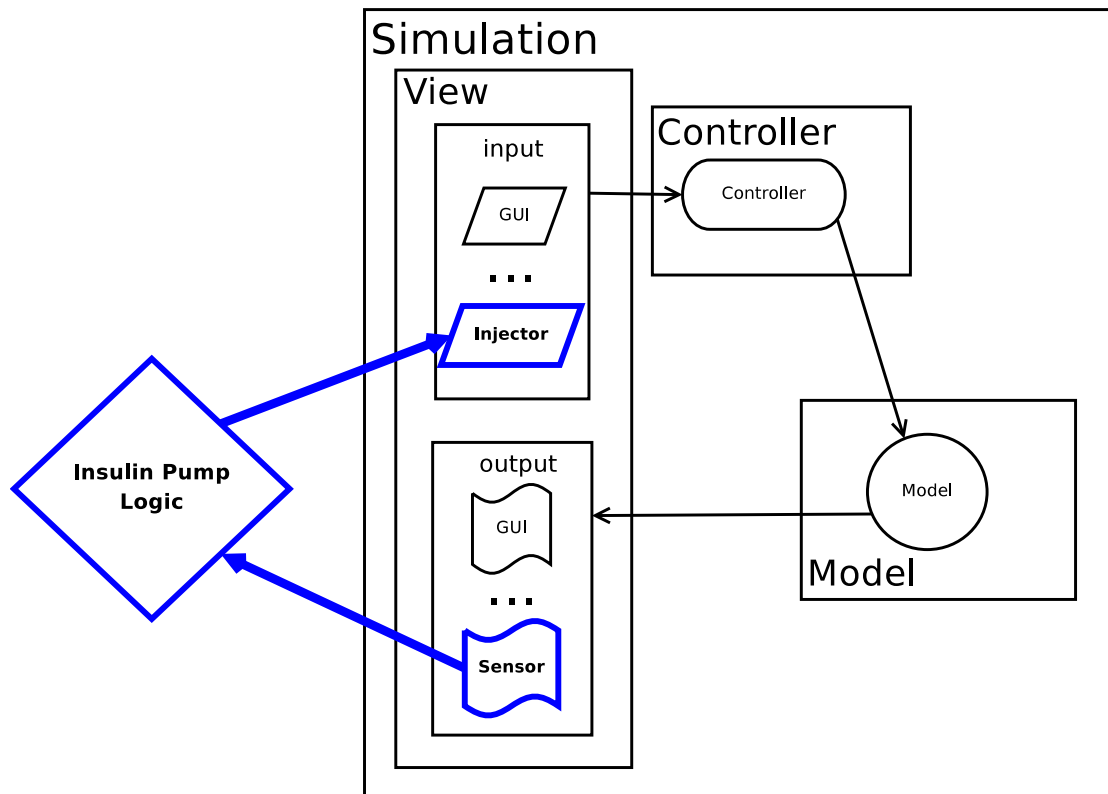 Simulation
View
input
GUI
...
Injector
Controller
Controller
Insulin Pump
Logic
output
GUI
...
Sensor
Model
Model